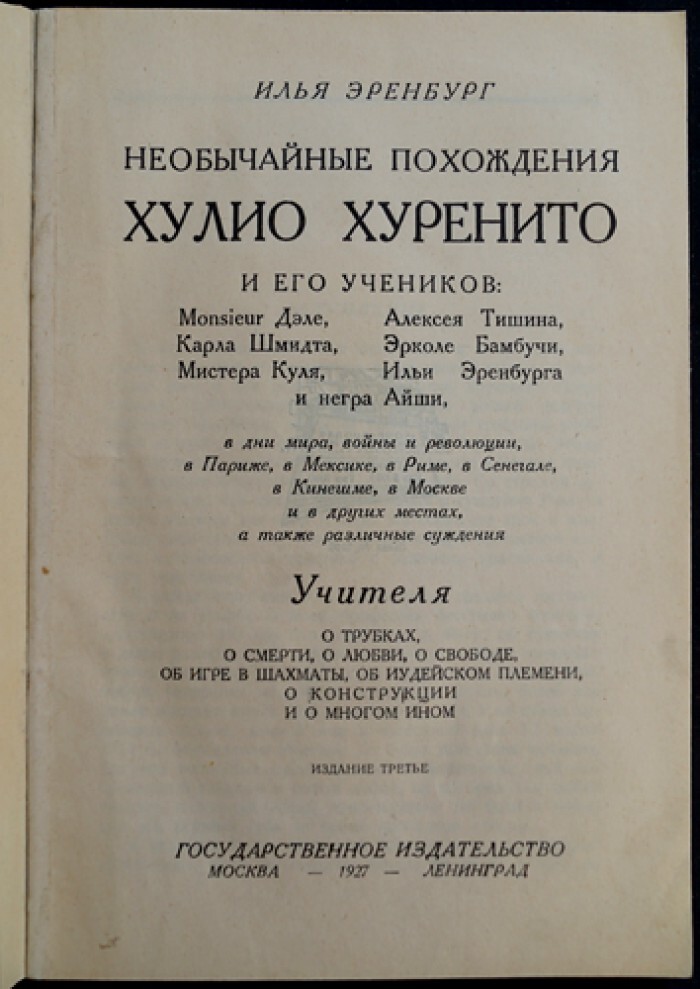 ИЛЬЯ ЭРЕНБУРГ
НЕОБЫЧАЙНЫЕ ПОХОЖДЕНИЯ
ХУЛИО ХУРЕНИТО
И ЕГО УЧЕНИКОВ:
Monsieur Дэле, Алексея Тишина,
Карла Шмидта, Эрколе Бамбучи,
Мистера Куля, Ильи Эренбурга
и негра Айши,
в дни мира, войны и революции,
в Париже, в Мексике, в Риме, в Сенегале,
в Кинешме, в Москве
и в других местах,
а также различные суждения
Учителя
О ТРУБКАХ,
О СМЕРТИ, О ЛЮБВИ, О СВОБОДЕ,
ОБ ИГРЕ В ШАХМАТЫ, ОБ ИУДЕЙСКОМ ПЛЕМЕНИ,
О КОНСТРУКЦИИ
И О МНОГОМ ИНОМ
ИЗДАНИЕ ТРЕТЬЕ
ГОСУДАРСТВЕННОЕ ИЗДАТЕЛЬСТВО
МОСКВА — 1927 — ЛЕНИНГРАД